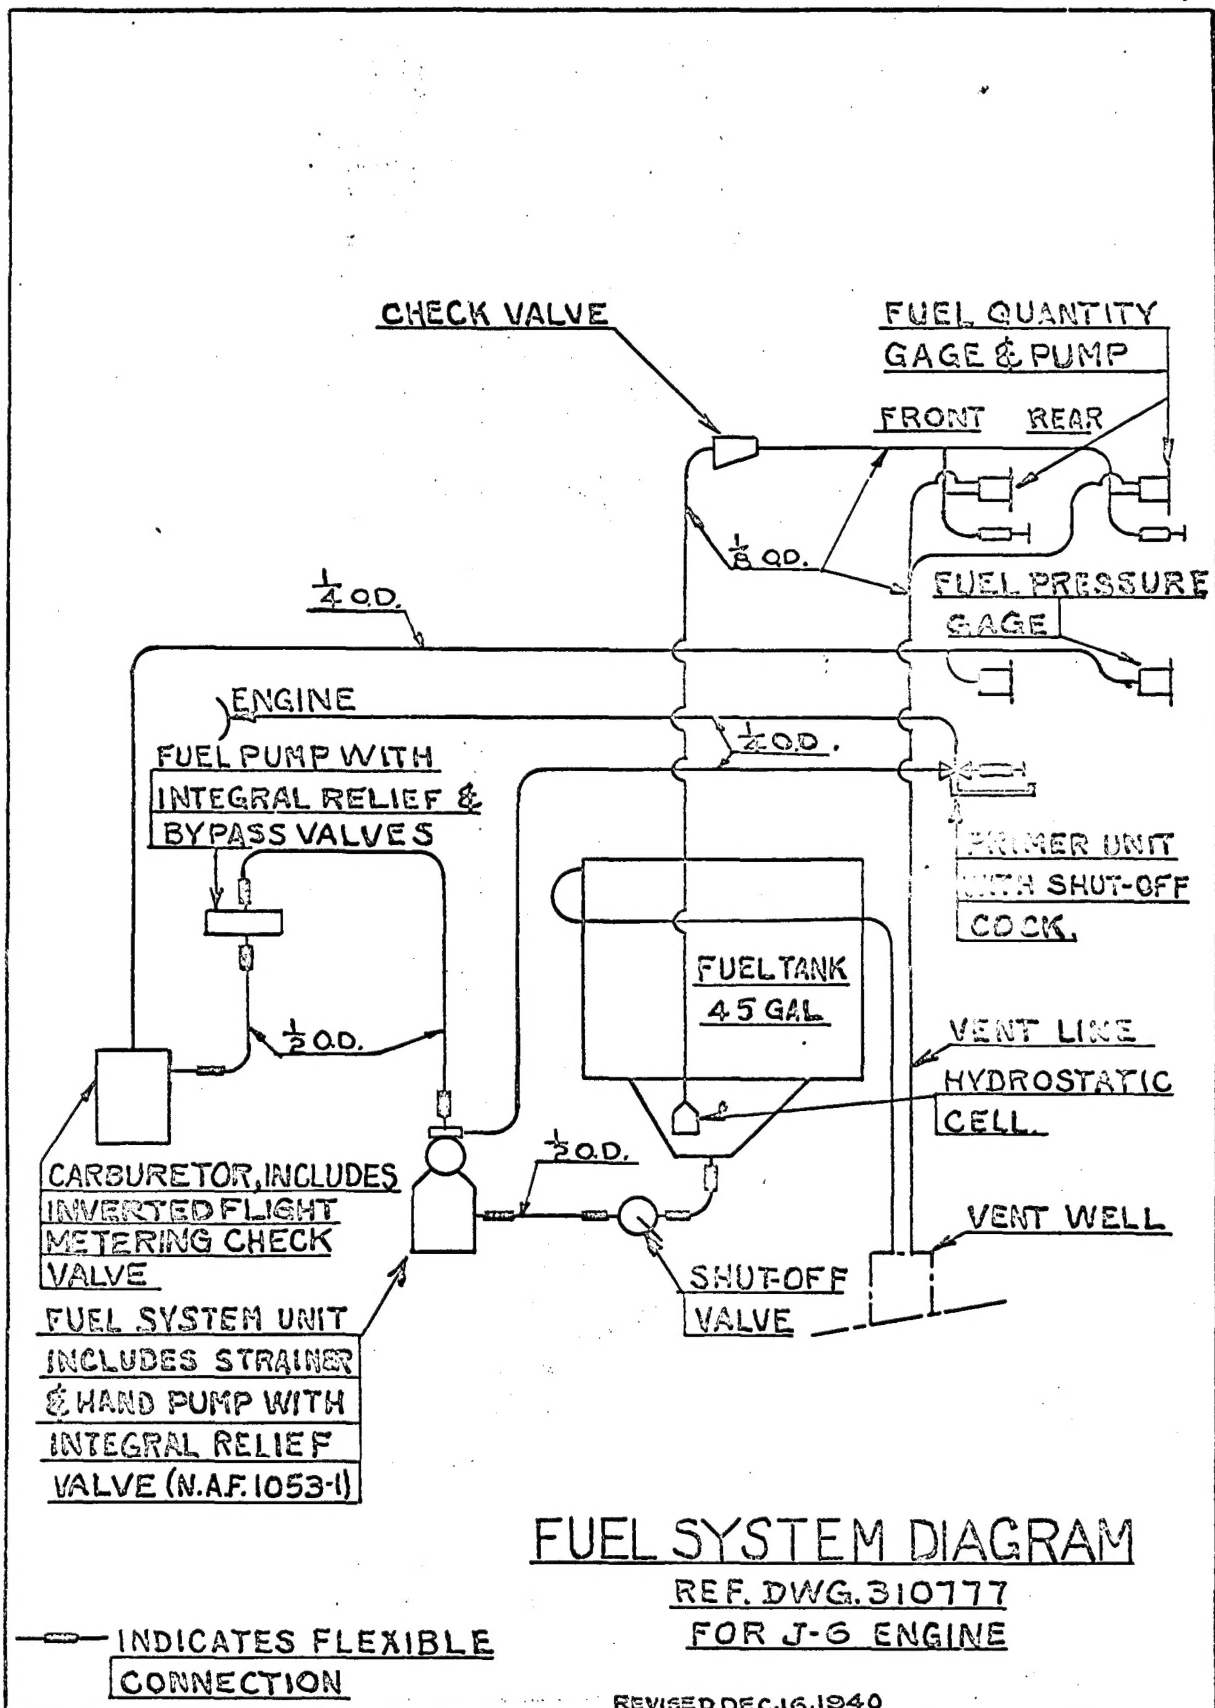 CHECK VALVE
FUEL QUANTITY
GAGE & PUMP
FRONT REAR
1/8 O.D.
1/4 O.D.
FUEL PRESSURE
GAGE
ENGINE
1/4 O.D.
FUEL PUMP WITH
INTEGRAL RELIEF &
BYPASS VALVES
PRIMER UNIT
WITH SHUT-OFF
COCK.
FUEL TANK
45 GAL
1/2 O.D.
VENT LINE
HYDROSTATIC
CELL.
1/2 O.D.
CARBURETOR, INCLUDES
INVERTED FLIGHT
METERING CHECK
VALVE
VENT WELL
SHUT-OFF
VALVE
FUEL SYSTEM UNIT
INCLUDES STRAINER
& HAND PUMP WITH
INTEGRAL RELIEF
VALVE (N.A.F. 1053-1)
FUEL SYSTEM DIAGRAM
REF. DWG. 310777
FOR J-6 ENGINE
INDICATES FLEXIBLE
CONNECTION
REVISED DEC. 16. 1940